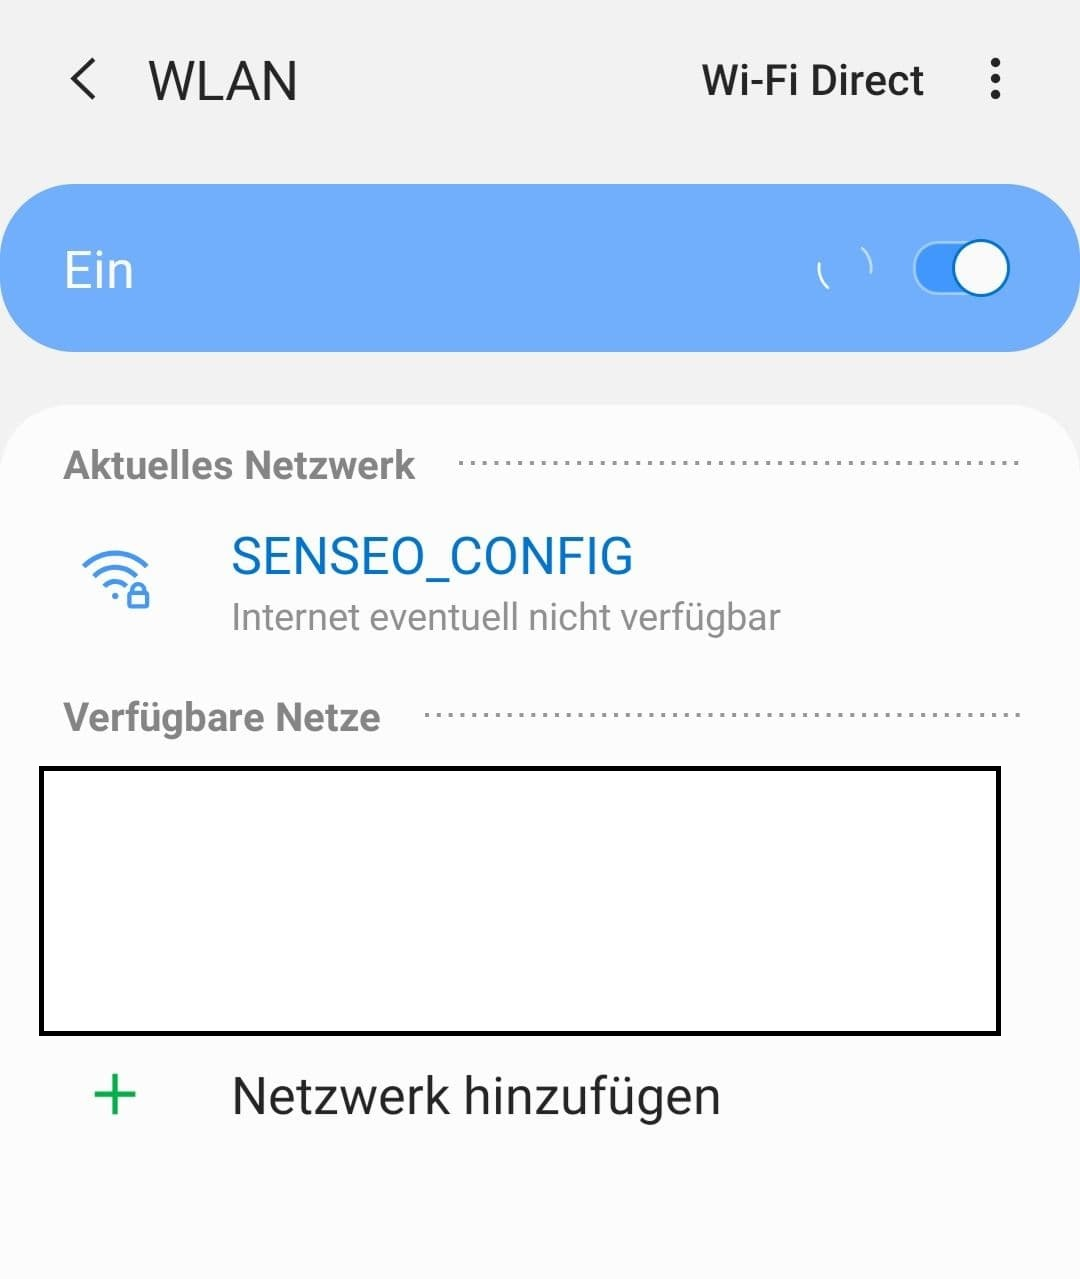 WLAN Wi-Fi Direct
Ein
Aktuelles Netzwerk
SENSEO_CONFIG
Internet eventuell nicht verfügbar
Verfügbare Netze
Netzwerk hinzufügen